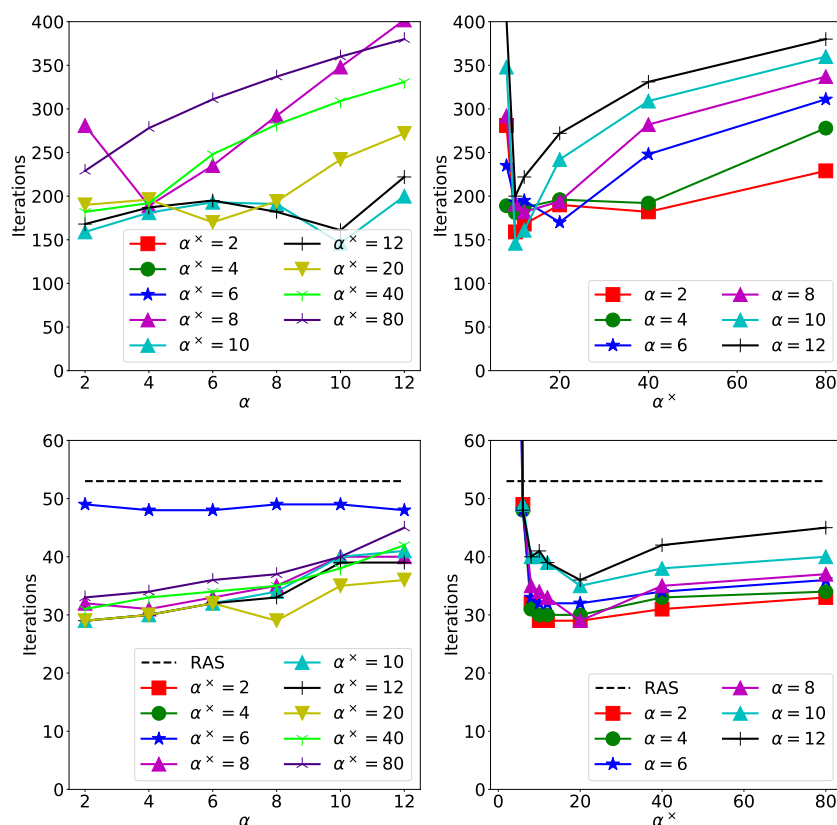 400
350
300
250
200
150
100
50
0
Iterations
α× = 2
α× = 4
α× = 6
α× = 8
α× = 10
α× = 12
α× = 20
α× = 40
α× = 80
2 4 6 8 10 12
α
400
350
300
250
200
150
100
50
0
Iterations
α = 2
α = 4
α = 6
α = 8
α = 10
α = 12
20 40 60 80
α×
60
50
40
30
20
10
0
Iterations
RAS
α× = 2
α× = 4
α× = 6
α× = 8
α× = 10
α× = 12
α× = 20
α× = 40
α× = 80
2 4 6 8 10 12
α
60
50
40
30
20
10
0
Iterations
RAS
α = 2
α = 4
α = 6
α = 8
α = 10
α = 12
0 20 40 60 80
α×